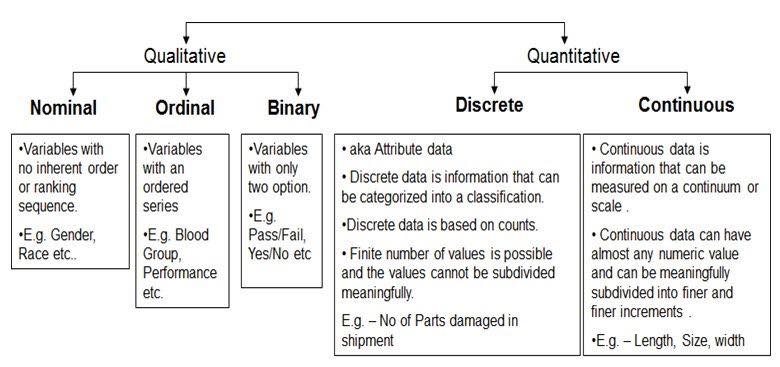 Qualitative
Quantitative
Nominal
Ordinal
Binary
Discrete
Continuous
•Variables with
no inherent order
or ranking
sequence.
•E.g. Gender,
Race etc..
•Variables
with an
ordered
series
•E.g. Blood
Group,
Performance
etc.
•Variables
with only
two option.
•E.g.
Pass/Fail,
Yes/No etc
• aka Attribute data
• Discrete data is information that can
be categorized into a classification.
•Discrete data is based on counts.
• Finite number of values is possible
and the values cannot be subdivided
meaningfully.
E.g. – No of Parts damaged in
shipment
• Continuous data is
information that can be
measured on a continuum or
scale .
• Continuous data can have
almost any numeric value
and can be meaningfully
subdivided into finer and
finer increments .
•E.g. – Length, Size, width